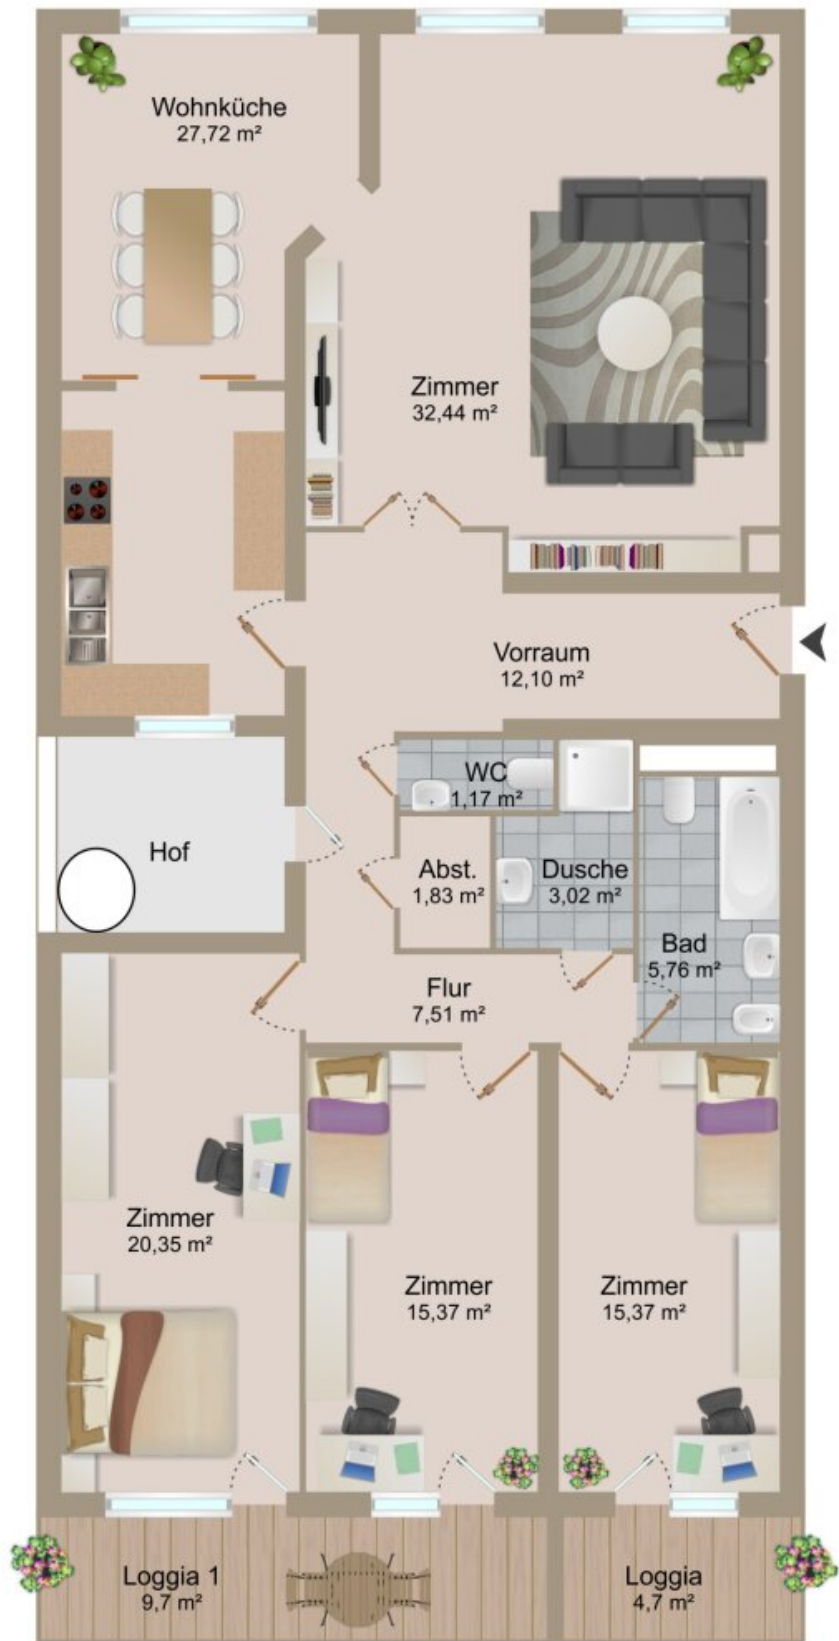 Wohnküche
27,72 m²
Zimmer
32,44 m²
Vorraum
12,10 m²
WC
1,17 m²
Hof
Abst.
1,83 m²
Dusche
3,02 m²
Bad
5,76 m²
Flur
7,51 m²
Zimmer
20,35 m²
Zimmer
15,37 m²
Zimmer
15,37 m²
Loggia 1
9,7 m²
Loggia
4,7 m²